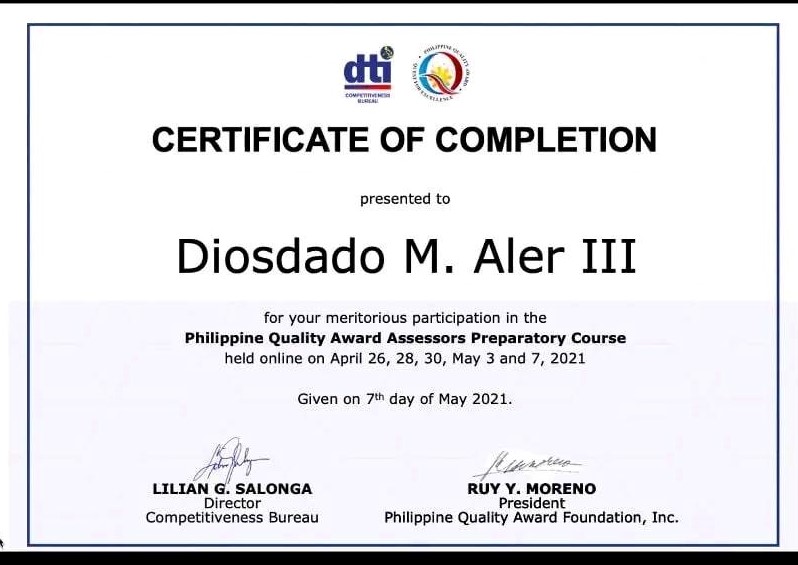 dti
COMPETITIVENESS
BUREAU
PHILIPPINE QUALITY AWARD
QUEST FOR EXCELLENCE
CERTIFICATE OF COMPLETION
presented to
Diosdado M. Aler III
for your meritorious participation in the
Philippine Quality Award Assessors Preparatory Course
held online on April 26, 28, 30, May 3 and 7, 2021
Given on 7th day of May 2021.
LILIAN G. SALONGA
Director
Competitiveness Bureau
RUY Y. MORENO
President
Philippine Quality Award Foundation, Inc.